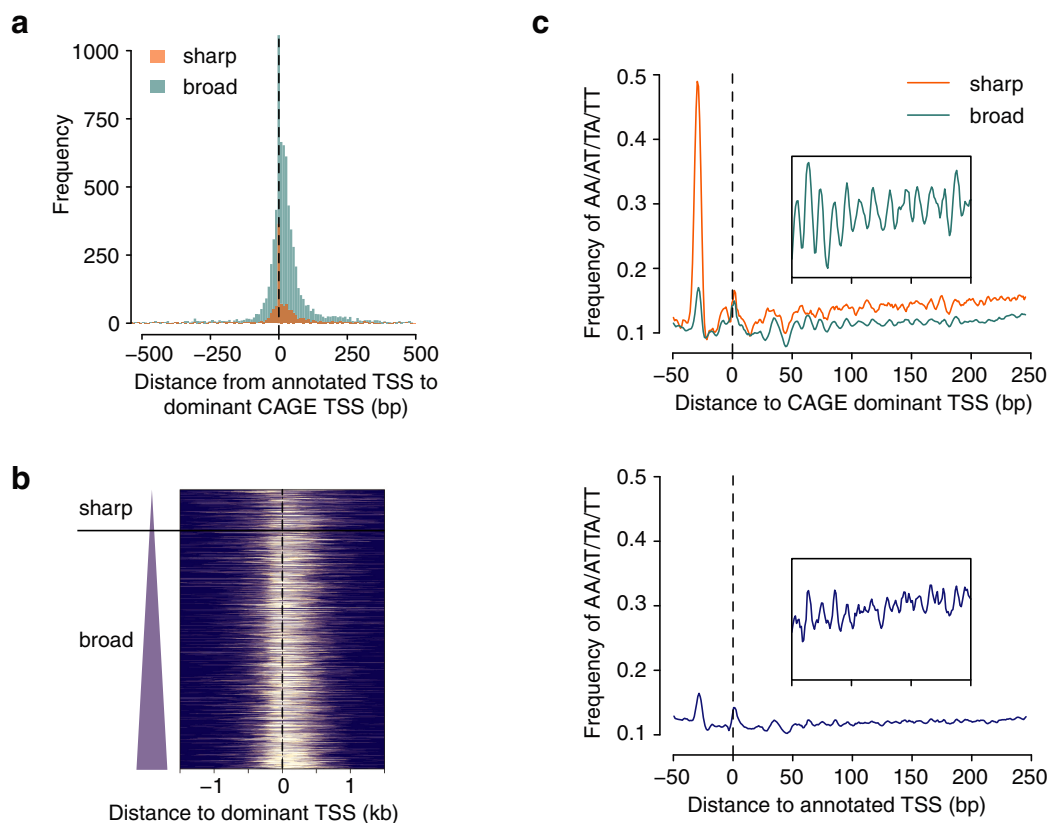 a
sharp
broad
1000
750
500
250
0
Frequency
−500
−250
0
250
500
Distance from annotated TSS to
dominant CAGE TSS (bp)
b
sharp
broad
−1
0
1
Distance to dominant TSS (kb)
c
sharp
broad
0.5
0.4
0.3
0.2
0.1
Frequency of AA/AT/TA/TT
−50
0
50
100
150
200
250
Distance to CAGE dominant TSS (bp)
0.5
0.4
0.3
0.2
0.1
Frequency of AA/AT/TA/TT
−50
0
50
100
150
200
250
Distance to annotated TSS (bp)